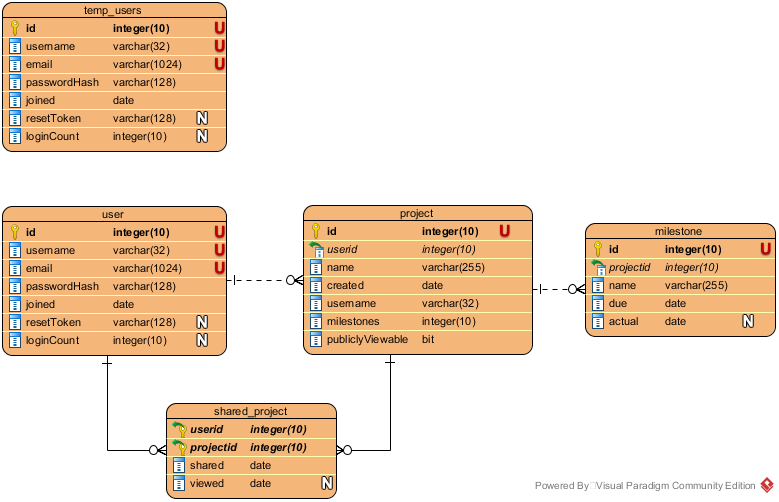 temp_users
id integer(10) U
username varchar(32) U
email varchar(1024) U
passwordHash varchar(128)
joined date
resetToken varchar(128) N
loginCount integer(10) N
user
id integer(10) U
username varchar(32) U
email varchar(1024) U
passwordHash varchar(128)
joined date
resetToken varchar(128) N
loginCount integer(10) N
project
id integer(10) U
userid integer(10)
name varchar(255)
created date
username varchar(32)
milestones integer(10)
publiclyViewable bit
milestone
id integer(10) U
projectid integer(10)
name varchar(255)
due date
actual date N
shared_project
userid integer(10)
projectid integer(10)
shared date
viewed date N
Powered By Visual Paradigm Community Edition